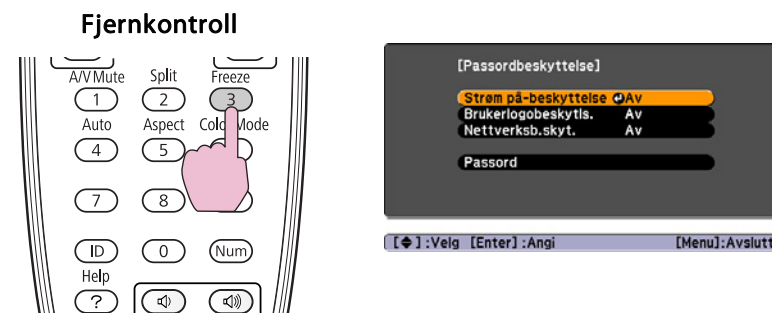 Fjernkontroll
A/V Mute Split Freeze
1 2 3
Auto Aspect Color Mode
4 5
7 8
ID 0 Num
Help
?
[Passordbeskyttelse]
Strøm på-beskyttelse Av
Brukerlogobeskytls. Av
Nettverksb.skyt. Av
Passord
[◆] :Velg [Enter] :Angi [Menu]:Avslutt